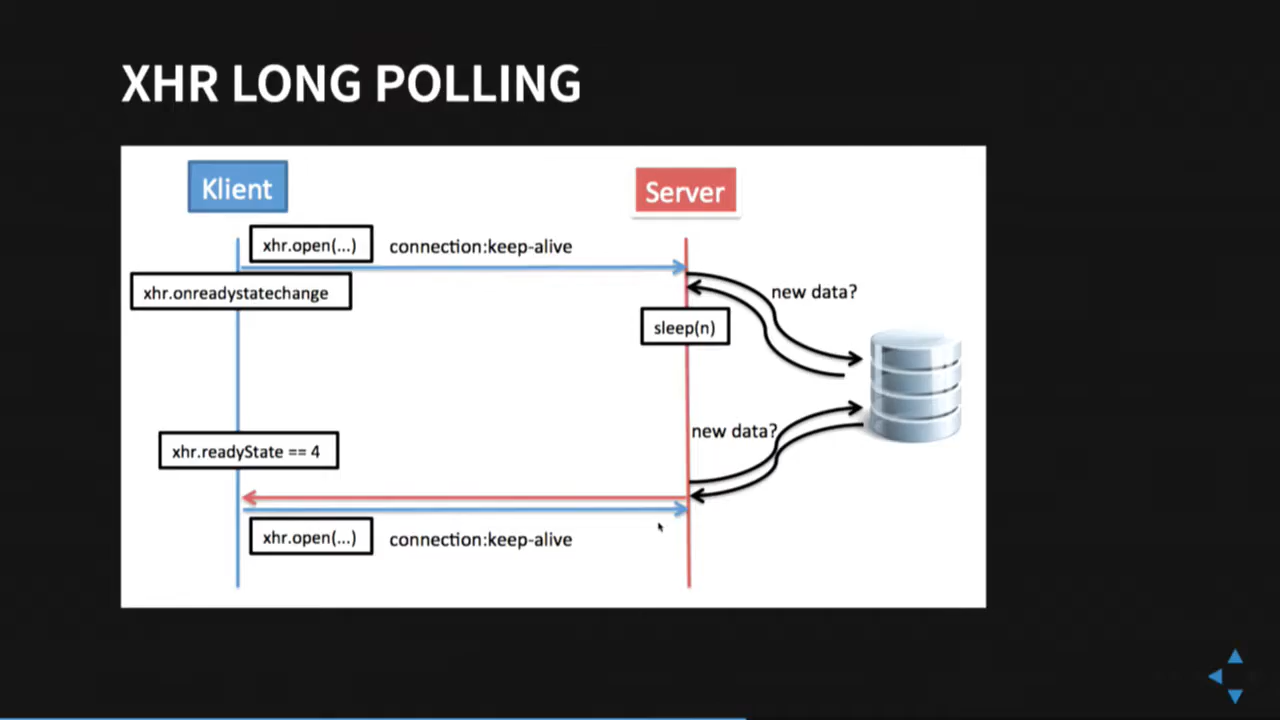 XHR LONG POLLING
Klient
Server
xhr.open(...)
connection:keep-alive
xhr.onreadystatechange
new data?
sleep(n)
new data?
xhr.readyState == 4
xhr.open(...)
connection:keep-alive